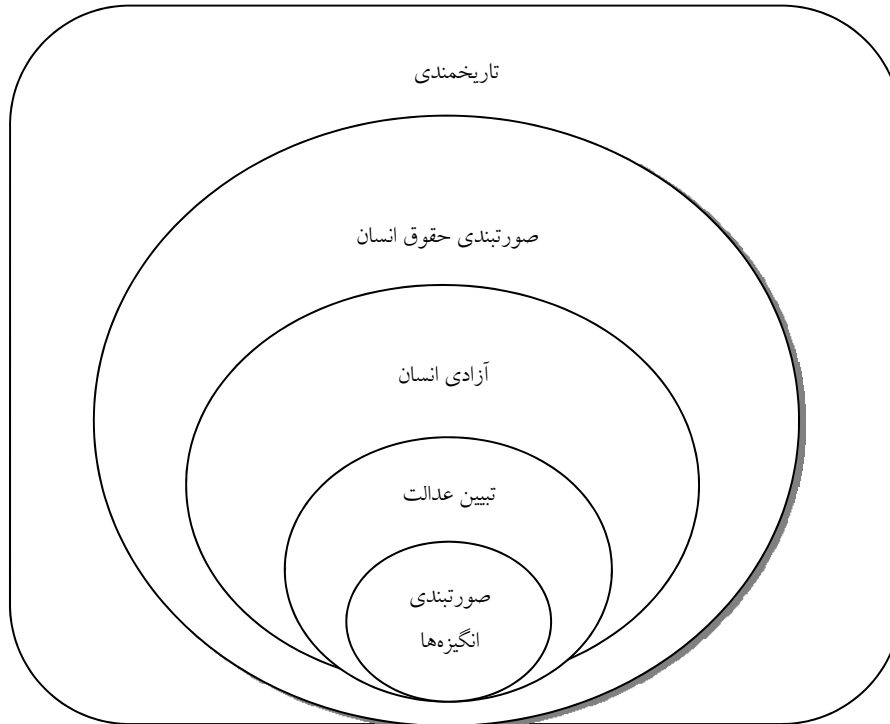 تاریخمندی
صورتبندی حقوق انسان
آزادی انسان
تبیین عدالت
صورتبندی
انگیزه‌ها